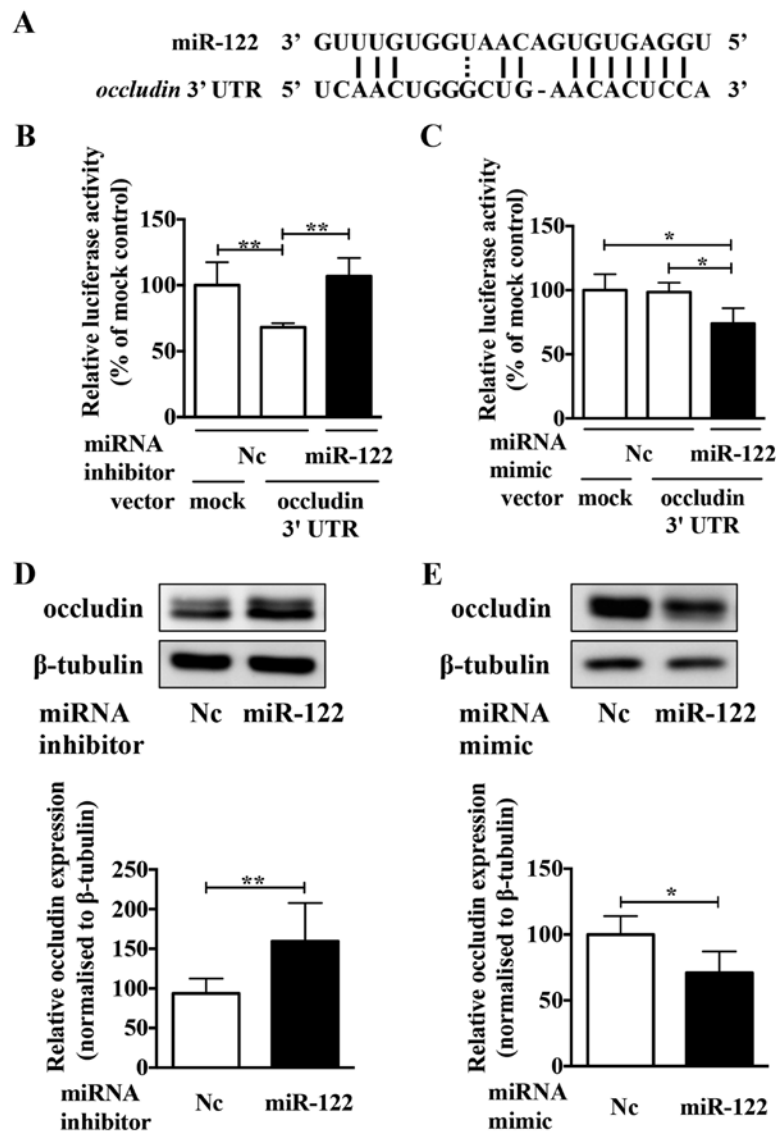 A
miR-122 3' GUUUGUGGUAACAGUGUGAGGU 5'
occludin 3' UTR 5' UCAACUGGGCUG-AACACUCCA 3'
B
Relative luciferase activity
(% of mock control)
150
100
50
0
** **
miRNA
inhibitor
Nc miR-122
vector mock occludin
3' UTR
C
Relative luciferase activity
(% of mock control)
150
100
50
0
*
*
miRNA
mimic
Nc miR-122
vector mock occludin
3' UTR
D
occludin
β-tubulin
miRNA
inhibitor
Nc miR-122
Relative occludin expression
(normalised to β-tubulin)
250
200
150
100
50
0
**
miRNA
inhibitor
Nc miR-122
E
occludin
β-tubulin
miRNA
mimic
Nc miR-122
Relative occludin expression
(normalised to β-tubulin)
150
100
50
0
*
miRNA
mimic
Nc miR-122